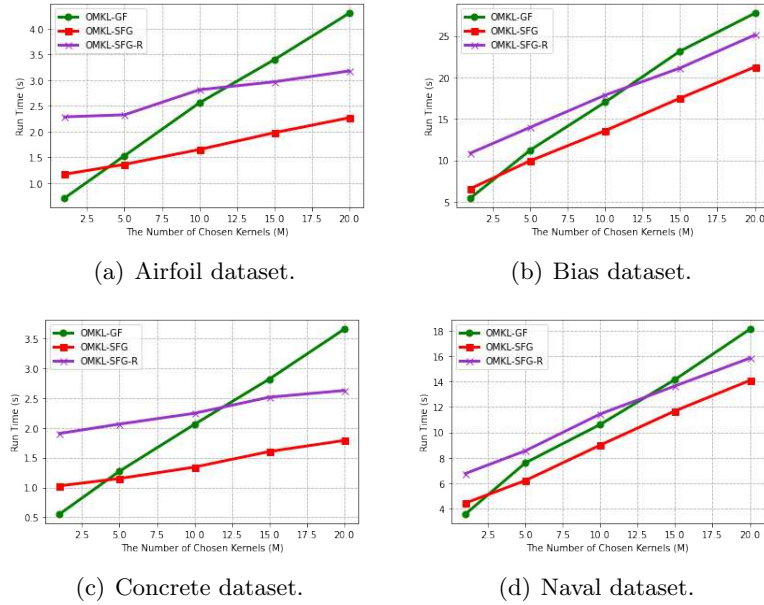 OMKL-GF
OMKL-SFG
OMKL-SFG-R
Run Time (s)
4.0
3.5
3.0
2.5
2.0
1.5
1.0
2.5 5.0 7.5 10.0 12.5 15.0 17.5 20.0
The Number of Chosen Kernels (M)
(a) Airfoil dataset.
OMKL-GF
OMKL-SFG
OMKL-SFG-R
Run Time (s)
25
20
15
10
5
2.5 5.0 7.5 10.0 12.5 15.0 17.5 20.0
The Number of Chosen Kernels (M)
(b) Bias dataset.
OMKL-GF
OMKL-SFG
OMKL-SFG-R
Run Time (s)
3.5
3.0
2.5
2.0
1.5
1.0
0.5
2.5 5.0 7.5 10.0 12.5 15.0 17.5 20.0
The Number of Chosen Kernels (M)
(c) Concrete dataset.
OMKL-GF
OMKL-SFG
OMKL-SFG-R
Run Time (s)
18
16
14
12
10
8
6
4
2.5 5.0 7.5 10.0 12.5 15.0 17.5 20.0
The Number of Chosen Kernels (M)
(d) Naval dataset.